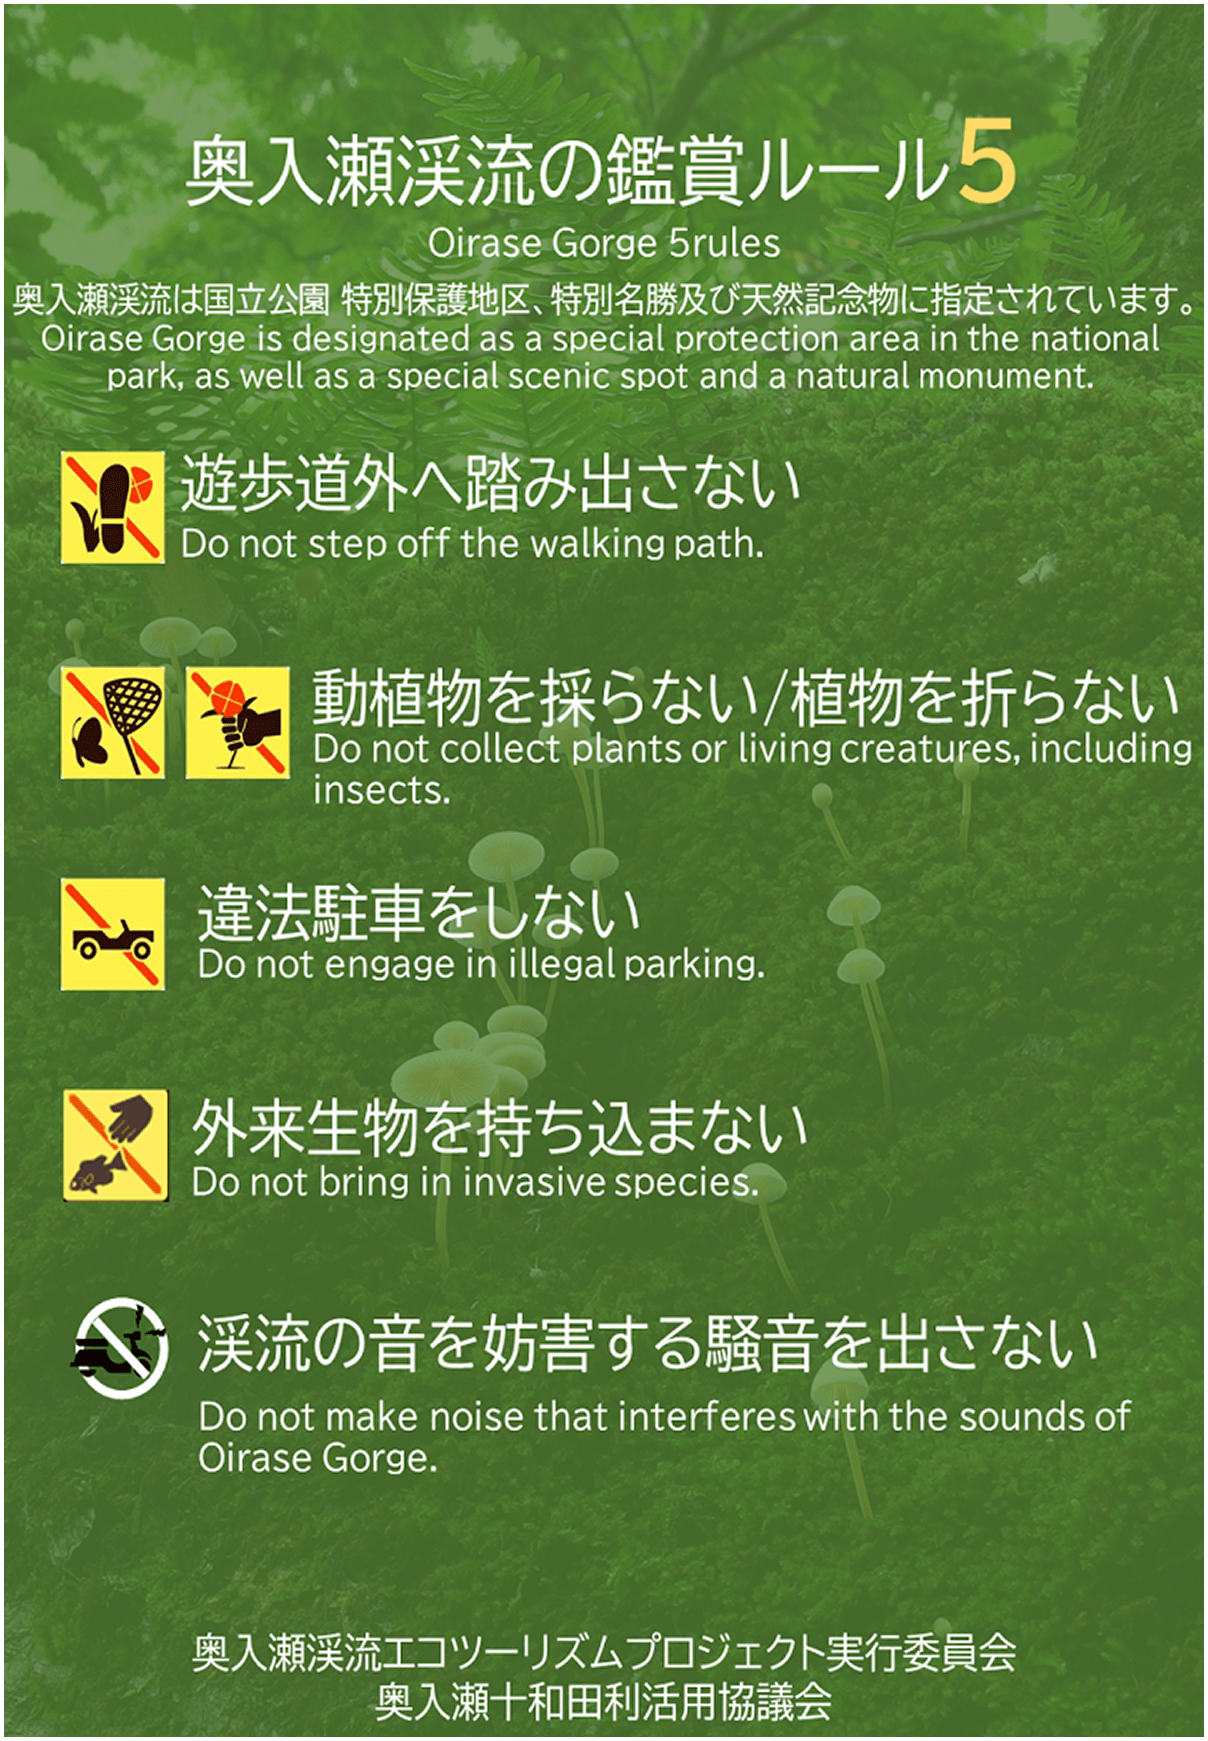 奥入瀬渓流の鑑賞ルール5
Oirase Gorge 5rules
奥入瀬渓流は国立公園 特別保護地区、特別名勝及び天然記念物に指定されています。
Oirase Gorge is designated as a special protection area in the national
park, as well as a special scenic spot and a natural monument.
遊歩道外へ踏み出さない
Do not step off the walking path.
動植物を採らない/植物を折らない
Do not collect plants or living creatures, including
insects.
違法駐車をしない
Do not engage in illegal parking.
外来生物を持ち込まない
Do not bring in invasive species.
渓流の音を妨害する騒音を出さない
Do not make noise that interferes with the sounds of
Oirase Gorge.
奥入瀬渓流エコツーリズムプロジェクト実行委員会
奥入瀬十和田利活用協議会